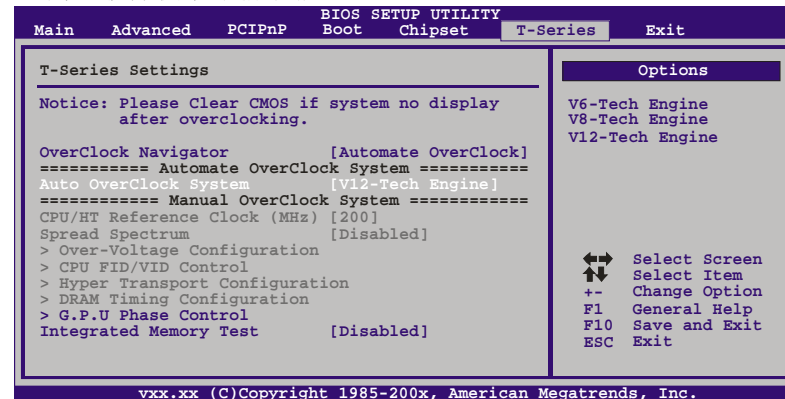 BIOS SETUP UTILITY
Main Advanced PCIPnP Boot Chipset T-Series Exit
T-Series Settings
Notice: Please Clear CMOS if system no display
after overclocking.
OverClock Navigator [Automate OverClock]
=========== Automate OverClock System ===========
Auto OverClock System [V12-Tech Engine]
============ Manual OverClock System ============
CPU/HT Reference Clock (MHz) [200]
Spread Spectrum [Disabled]
> Over-Voltage Configuration
> CPU FID/VID Control
> Hyper Transport Configuration
> DRAM Timing Configuration
> G.P.U Phase Control
Integrated Memory Test [Disabled]
Options
V6-Tech Engine
V8-Tech Engine
V12-Tech Engine
Select Screen
Select Item
+- Change Option
F1 General Help
F10 Save and Exit
ESC Exit
vxx.xx (C)Copyright 1985-200x, American Megatrends, Inc.